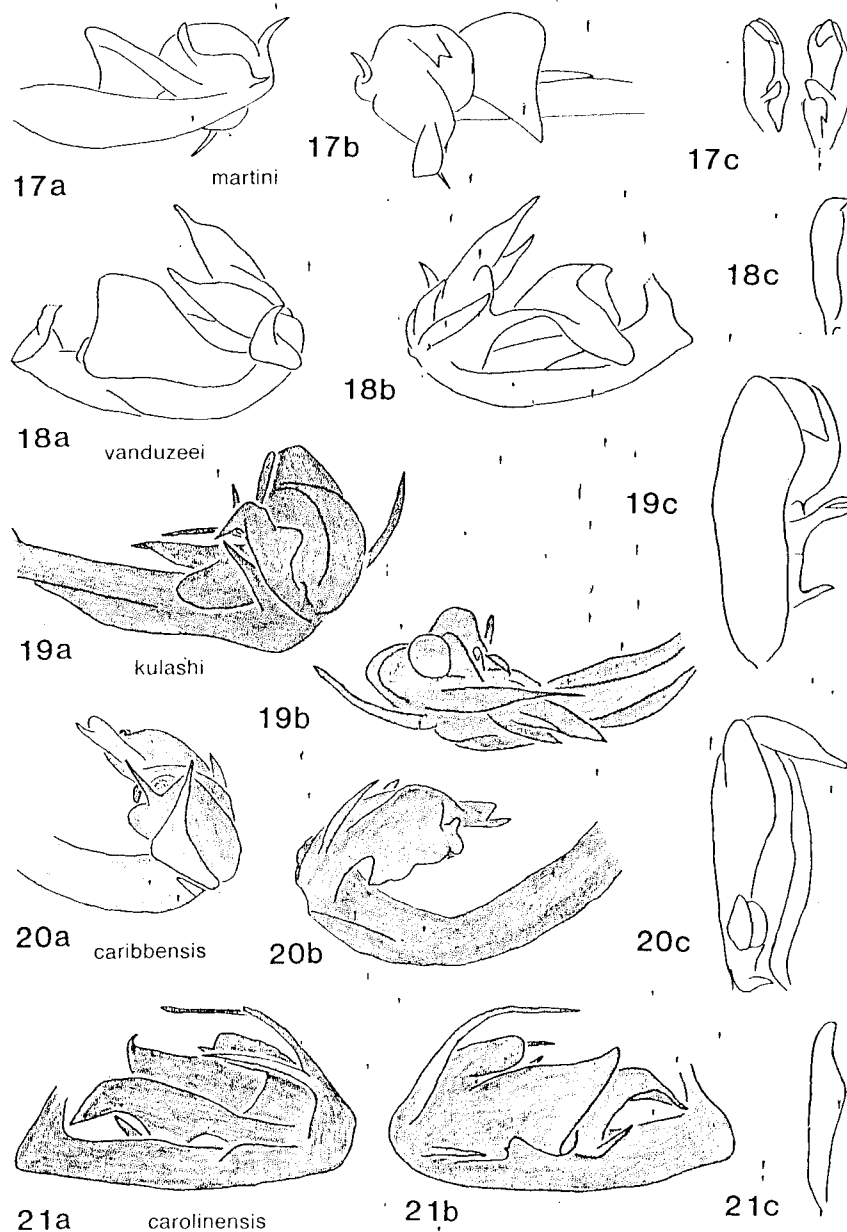 17a
martini
17b
17c
18a
vanduzeei
18b
18c
19a
kulashi
19b
19c
20a
caribbensis
20b
20c
21a
carolinensis
21b
21c